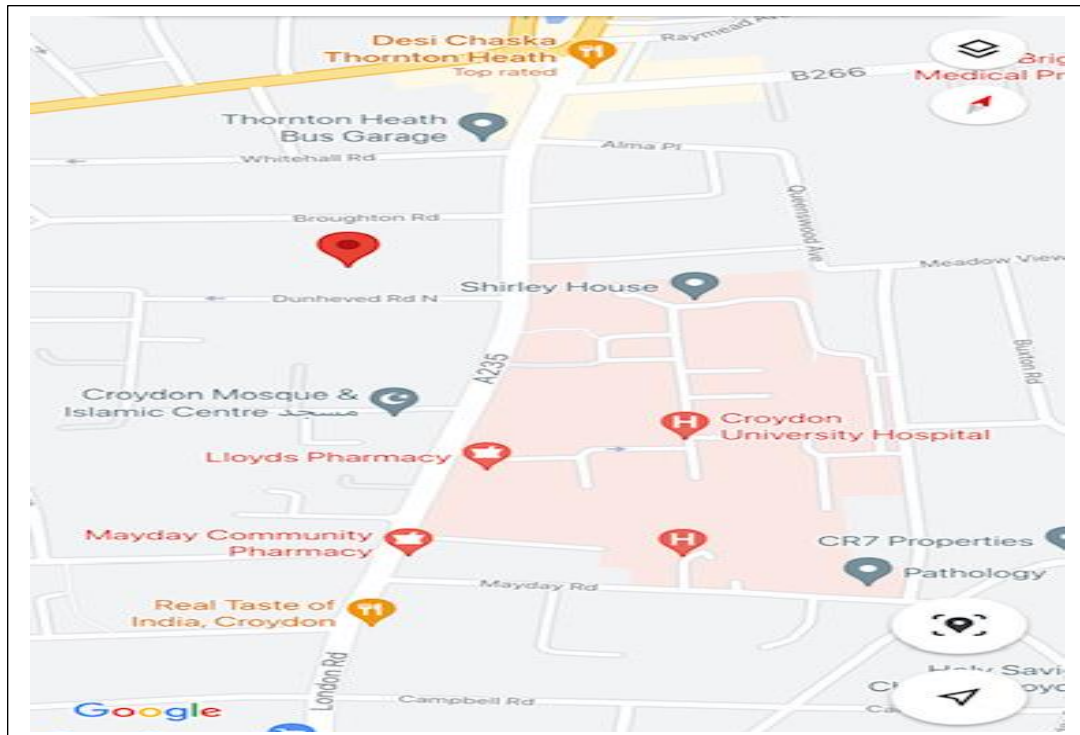 Desi Chaska
Thornton Heath
Top rated
Raymead Av
B266
Brig
Medical Pr
Thornton Heath
Bus Garage
Whitehall Rd
Alma Pl
Queenswood Ave
Broughton Rd
Meadow View
Shirley House
Dunheved Rd N
A235
Buxton Rd
Croydon Mosque &
Islamic Centre مسجد
Croydon
University Hospital
Lloyds Pharmacy
Mayday Community
Pharmacy
CR7 Properties
Pathology
Mayday Rd
Real Taste of
India, Croydon
London Rd
Holy Savi
Campbell Rd
Google